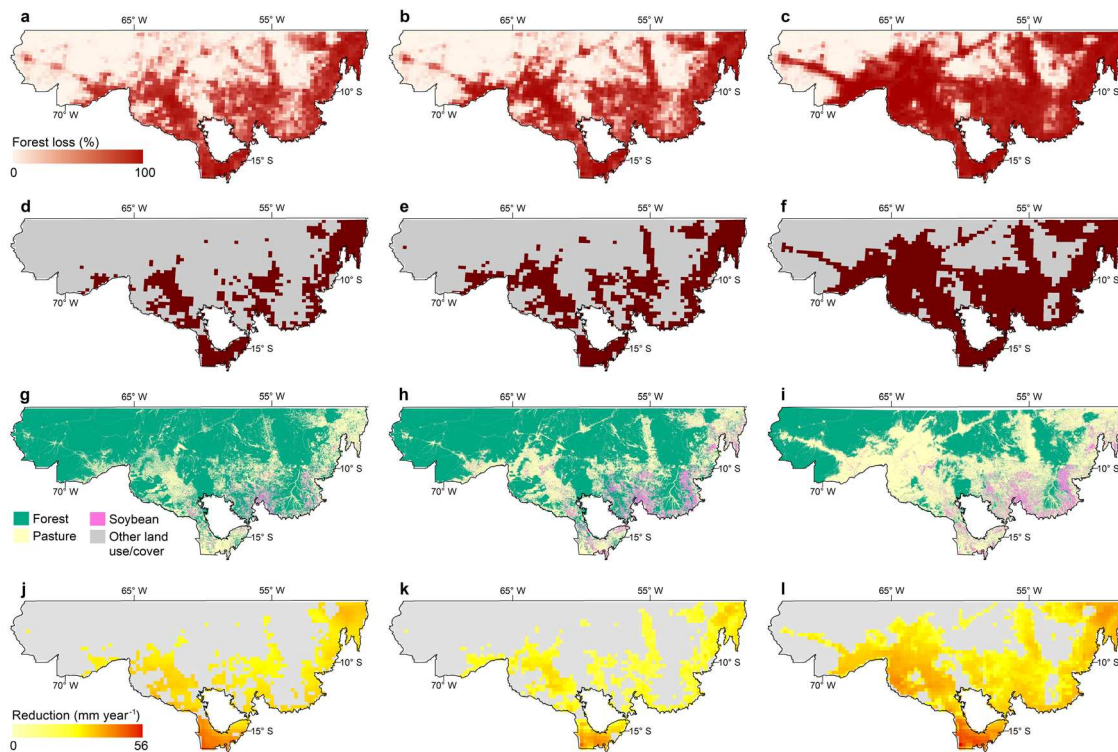 a b c
65° W 55° W 65° W 55° W 65° W 55° W
10° S 10° S 10° S
70° W 70° W 70° W
Forest loss (%)
15° S 15° S 15° S
0 100
d e f
65° W 55° W 65° W 55° W 65° W 55° W
10° S 10° S 10° S
70° W 70° W 70° W
15° S 15° S 15° S
g h i
65° W 55° W 65° W 55° W 65° W 55° W
10° S 10° S 10° S
70° W 70° W 70° W
Forest Soybean
Pasture Other land
use/cover
15° S 15° S 15° S
j k l
65° W 55° W 65° W 55° W 65° W 55° W
10° S 10° S 10° S
70° W 70° W 70° W
Reduction (mm year⁻¹)
15° S 15° S 15° S
0 56